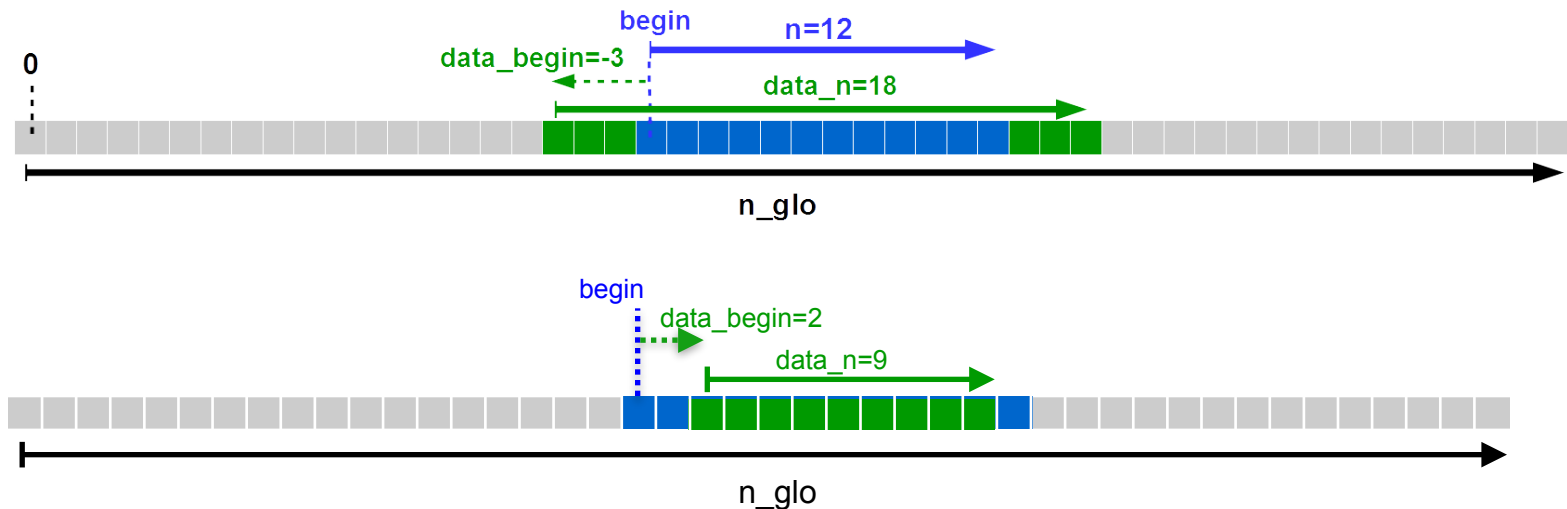 begin
n=12
data_begin=-3
0
data_n=18
n_glo
begin
data_begin=2
data_n=9
n_glo